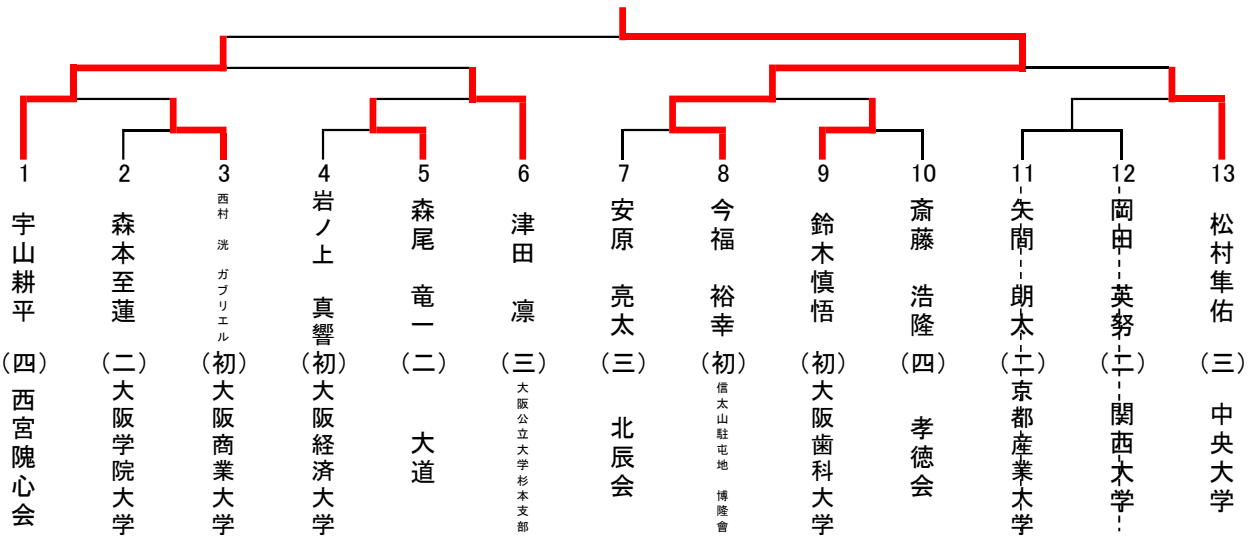 1
宇山耕平
（四）
西宮隗心会
2
森本至蓮
（二）
大阪学院大学
3
西村　洸　ガブリエル
（初）
大阪商業大学
4
岩ノ上　真響
（初）
大阪経済大学
5
森尾　竜一
（二）
大道
6
津田　凛
（三）
大阪公立大学杉本支部
7
安原　亮太
（三）
北辰会
8
今福　裕幸
（初）
信太山駐屯地　博隆會
9
鈴木慎悟
（初）
大阪歯科大学
10
斎藤　浩隆
（四）
孝徳会
11
矢間　朗太
（二）
京都産業大学
12
岡田　英努
（二）
関西大学
13
松村隼佑
（三）
中央大学